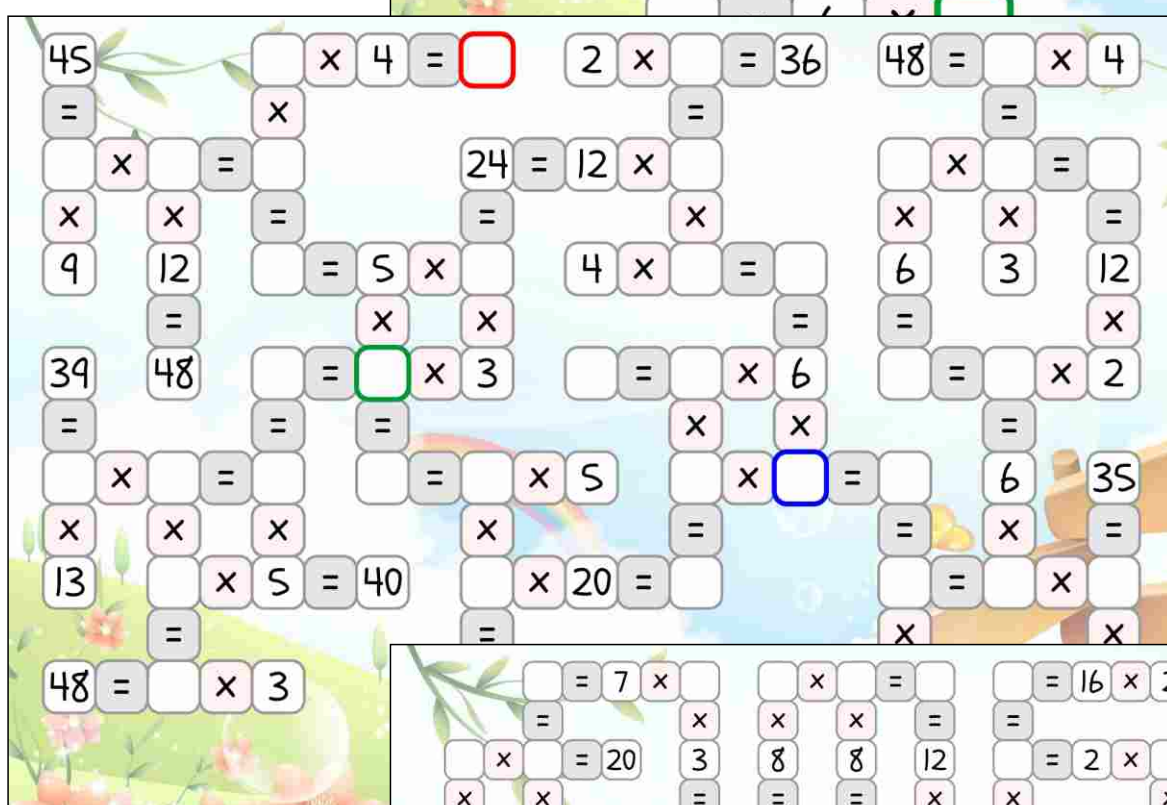 45 × 4 = 2 × = 36 48 = × 4
= × = =
× = 24 = 12 × × =
× × = = × × × =
9 12 = 5 × 4 × = 6 3 12
= × × = = ×
39 48 = × 3 = × 6 = × 2
= = = × × =
× = = × 5 × = 6 35
× × × × = = × =
13 × 5 = 40 × 20 = = ×
= = × ×
48 = × 3
= 7 × × = = 16 ×
= × × × = =
× = 20 3 8 8 12 = 2 ×
× × = = = × ×